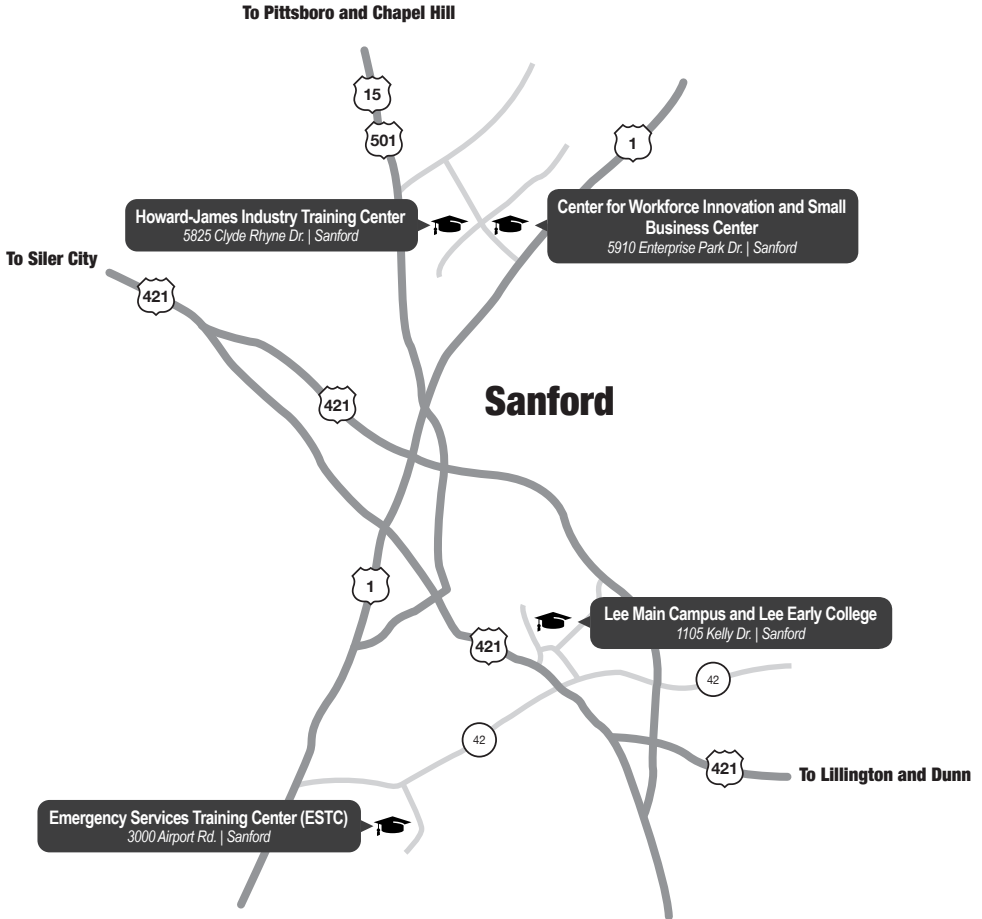 To Pittsboro and Chapel Hill
15
501
1
Howard-James Industry Training Center
5825 Clyde Rhyne Dr. | Sanford
Center for Workforce Innovation and Small
Business Center
5910 Enterprise Park Dr. | Sanford
To Siler City
421
421
Sanford
1
Lee Main Campus and Lee Early College
1105 Kelly Dr. | Sanford
421
42
42
421
To Lillington and Dunn
Emergency Services Training Center (ESTC)
3000 Airport Rd. | Sanford